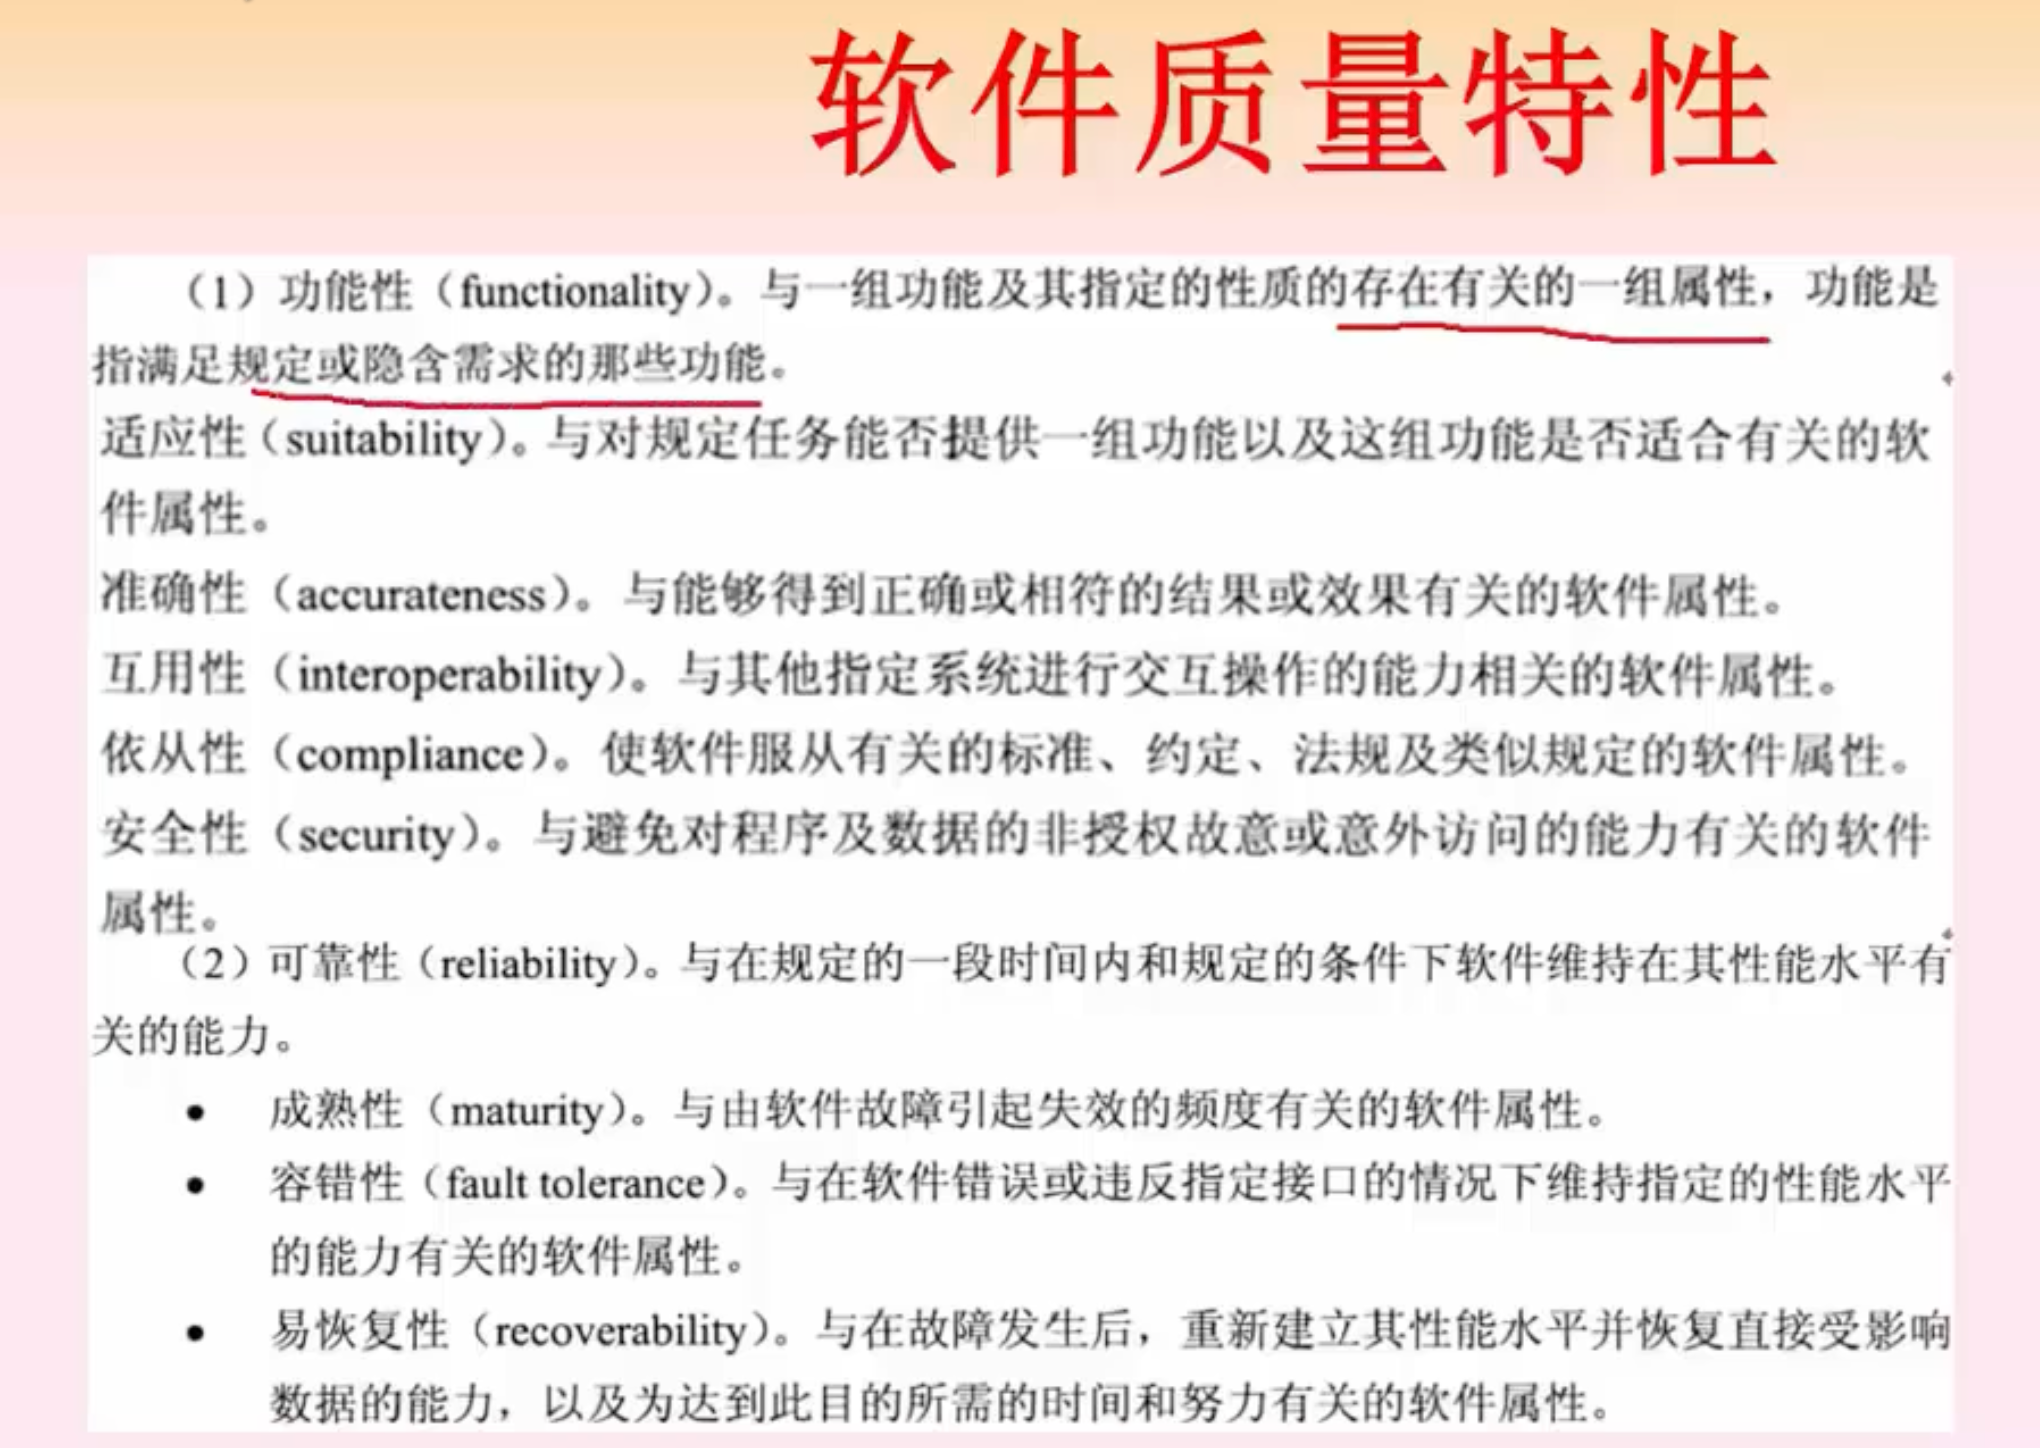 软件质量特性
（1）功能性（functionality）。与一组功能及其指定的性质的存在有关的一组属性，功能是
指满足规定或隐含需求的那些功能。
适应性（suitability）。与对规定任务能否提供一组功能以及这组功能是否适合有关的软
件属性。
准确性（accurateness）。与能够得到正确或相符的结果或效果有关的软件属性。
互用性（interoperability）。与其他指定系统进行交互操作的能力相关的软件属性。
依从性（compliance）。使软件服从有关的标准、约定、法规及类似规定的软件属性。
安全性（security）。与避免对程序及数据的非授权故意或意外访问的能力有关的软件
属性。
（2）可靠性（reliability）。与在规定的一段时间内和规定的条件下软件维持在其性能水平有
关的能力。
• 成熟性（maturity）。与由软件故障引起失效的频度有关的软件属性。
• 容错性（fault tolerance）。与在软件错误或违反指定接口的情况下维持指定的性能水平
的能力有关的软件属性。
• 易恢复性（recoverability）。与在故障发生后，重新建立其性能水平并恢复直接受影响
数据的能力，以及为达到此目的所需的时间和努力有关的软件属性。